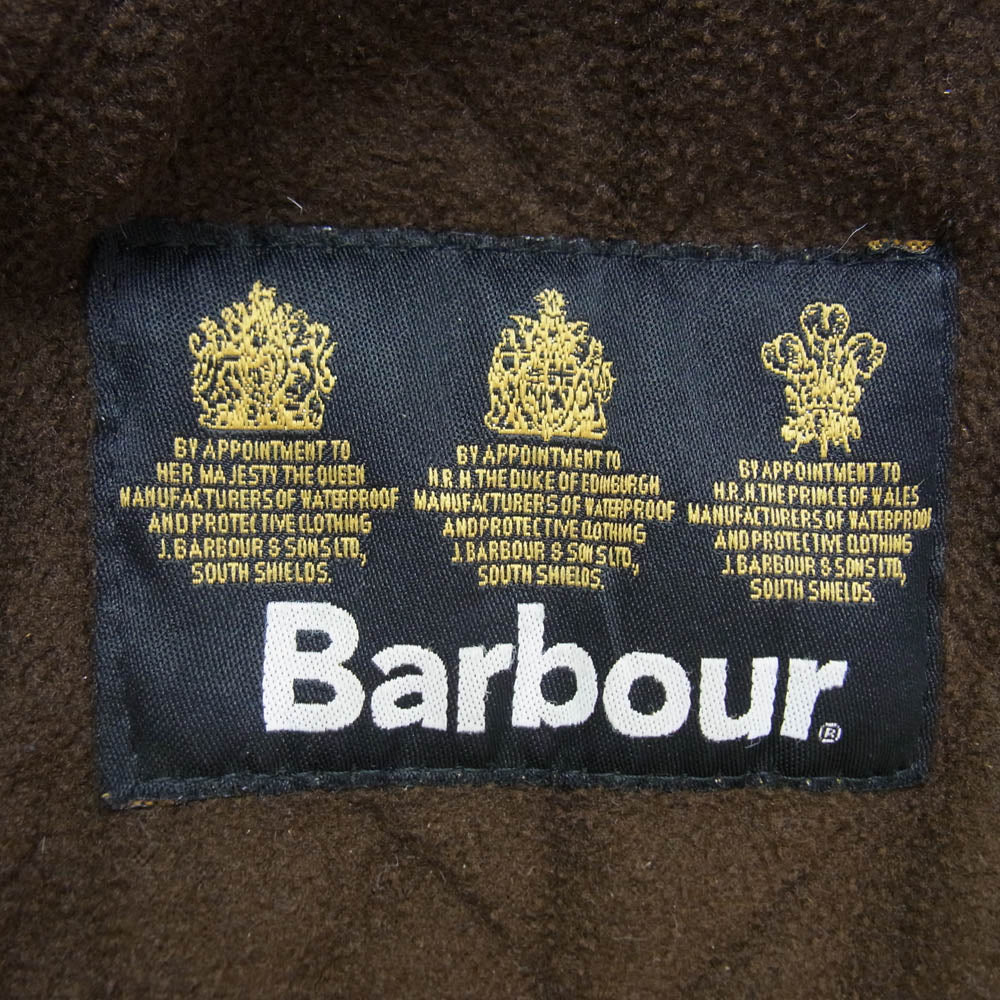 BY APPOINTMENT TO
HER MAJESTY THE QUEEN
MANUFACTURERS OF WATERPROOF
AND PROTECTIVE CLOTHING
J. BARBOUR & SONS LTD.,
SOUTH SHIELDS.
BY APPOINTMENT TO
H.R.H. THE DUKE OF EDINBURGH
MANUFACTURERS OF WATERPROOF
AND PROTECTIVE CLOTHING
J. BARBOUR & SONS LTD.,
SOUTH SHIELDS.
BY APPOINTMENT TO
H.R.H. THE PRINCE OF WALES
MANUFACTURERS OF WATERPROOF
AND PROTECTIVE CLOTHING
J. BARBOUR & SONS LTD,
SOUTH SHIELDS.
Barbour®